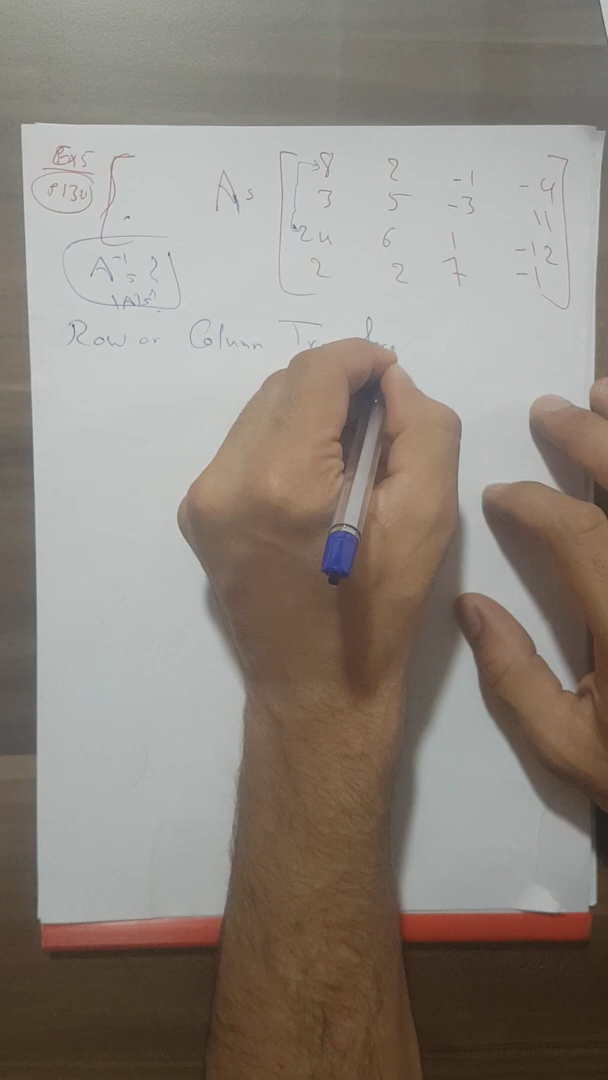 Ex5
P130
A = 8 2 -1 -4
3 5 -3 11
24 6 1 -12
2 2 7 -1
A⁻¹ = ?
|A| = ?
Row or Column